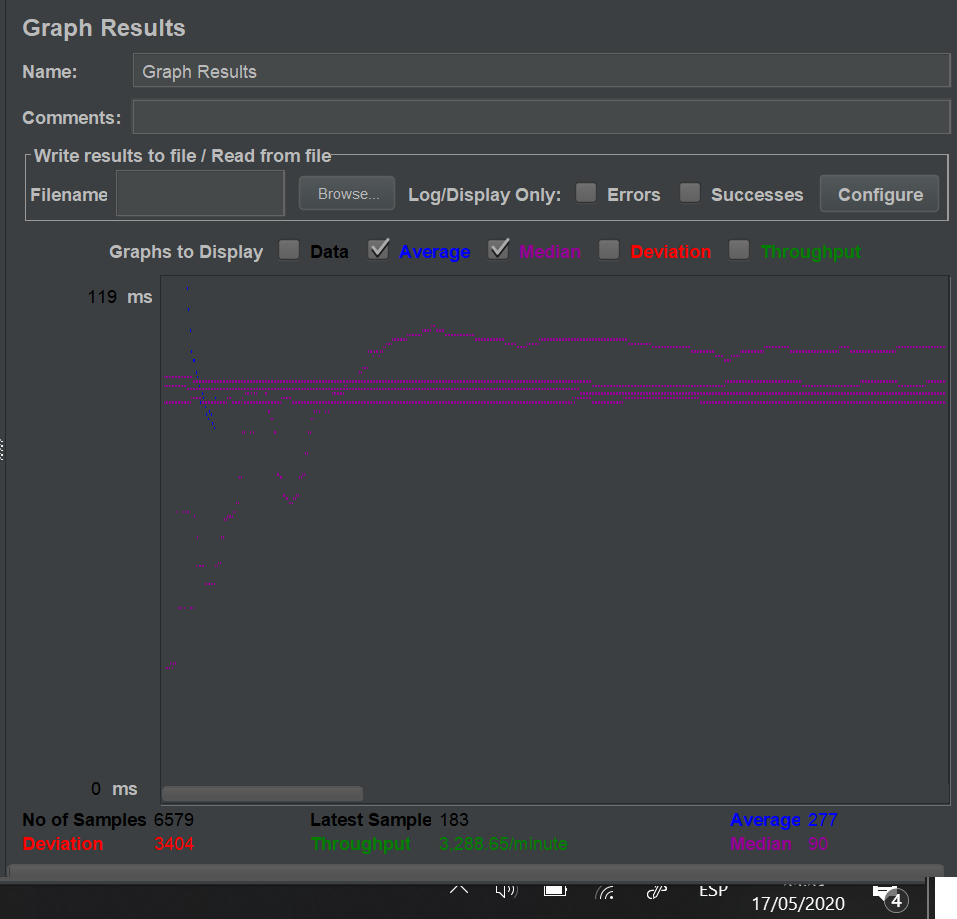 Graph Results
Name: Graph Results
Comments:
Write results to file / Read from file
Filename Browse... Log/Display Only: Errors Successes Configure
Graphs to Display Data Average Median Deviation Throughput
119 ms
0 ms
No of Samples 6579 Latest Sample 183 Average 277
Deviation 3404 Throughput 3,288.65/minute Median 90
ESP
17/05/2020
4